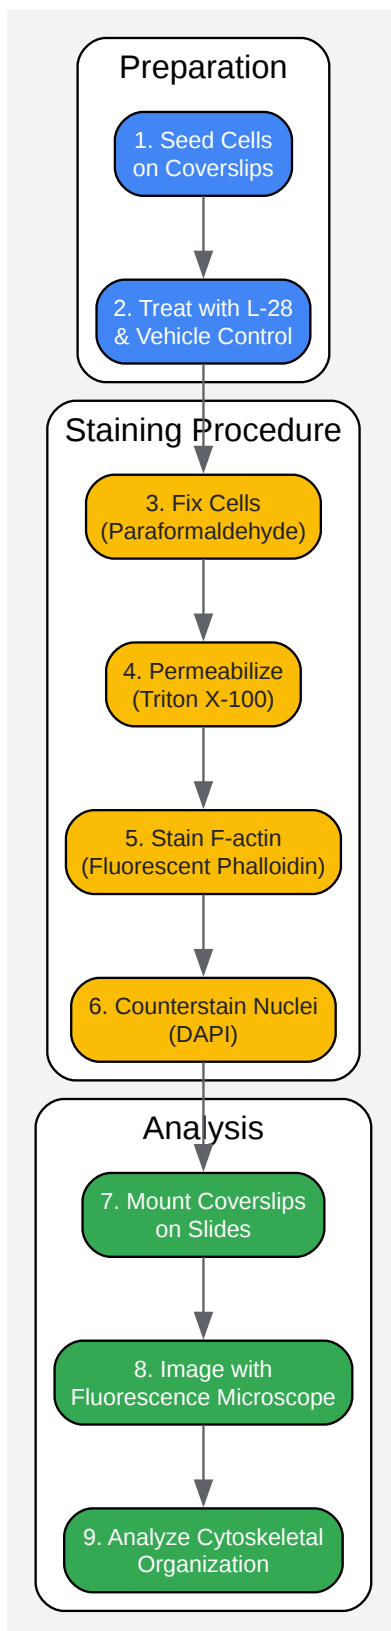 Preparation
1. Seed Cells
on Coverslips
2. Treat with L-28
& Vehicle Control
Staining Procedure
3. Fix Cells
(Paraformaldehyde)
4. Permeabilize
(Triton X-100)
5. Stain F-actin
(Fluorescent Phalloidin)
6. Counterstain Nuclei
(DAPI)
Analysis
7. Mount Coverslips
on Slides
8. Image with
Fluorescence Microscope
9. Analyze Cytoskeletal
Organization